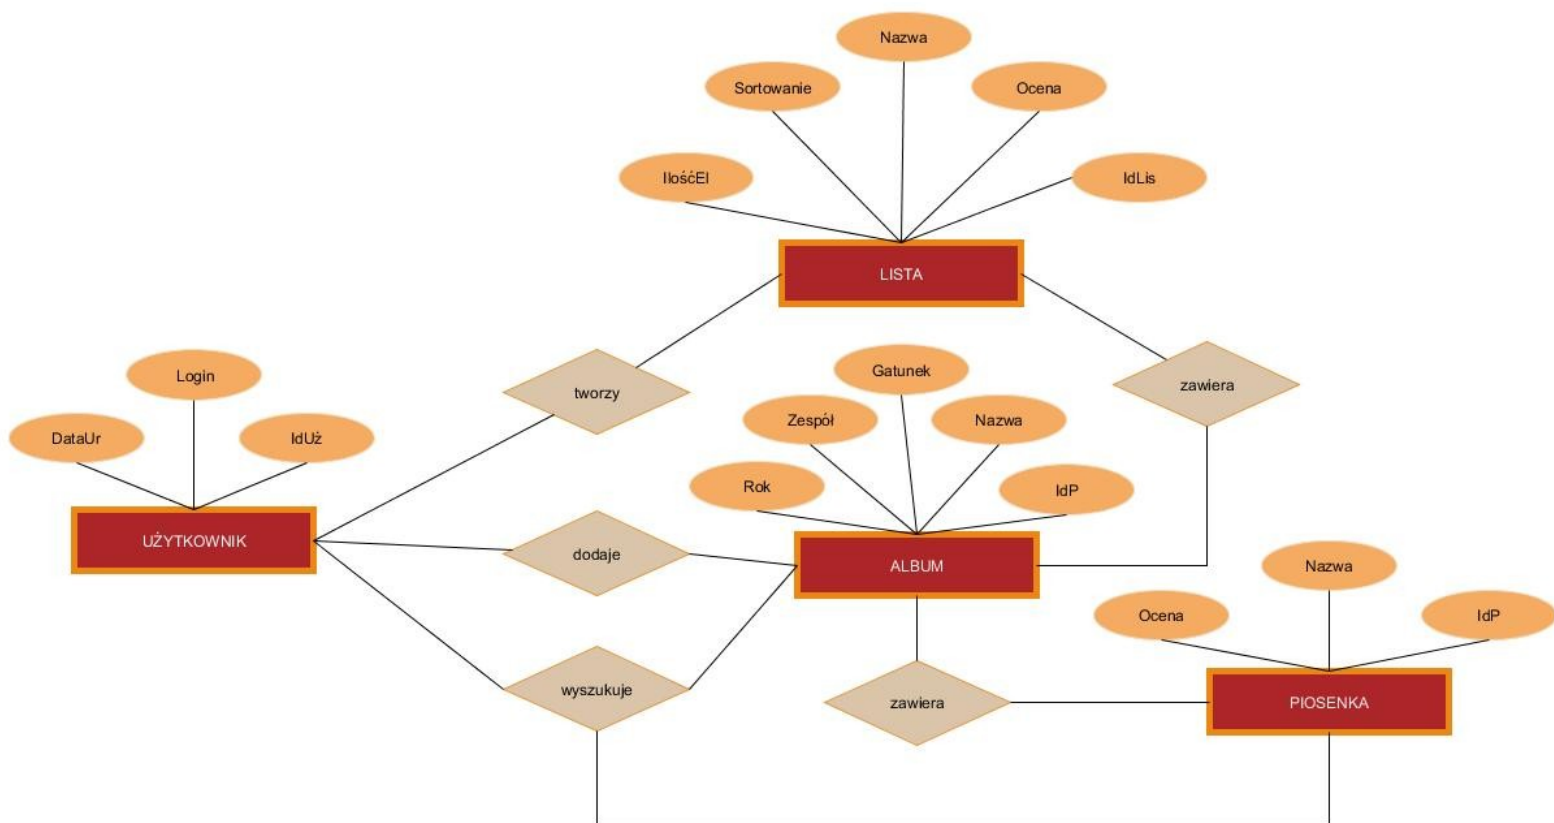 Nazwa
Sortowanie
Ocena
IlośćEl
IdLis
LISTA
tworzy
zawiera
Login
DataUr
IdUż
UŻYTKOWNIK
Gatunek
Zespół
Nazwa
Rok
IdP
dodaje
ALBUM
Nazwa
Ocena
IdP
wyszukuje
zawiera
PIOSENKA